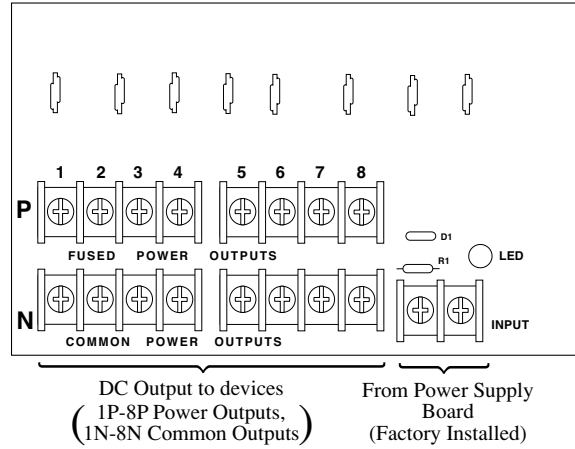 1 2 3 4 5 6 7 8
P
FUSED POWER OUTPUTS
D1
R1
LED
N
COMMON POWER OUTPUTS
INPUT
DC Output to devices
(1P-8P Power Outputs,
1N-8N Common Outputs)
From Power Supply
Board
(Factory Installed)